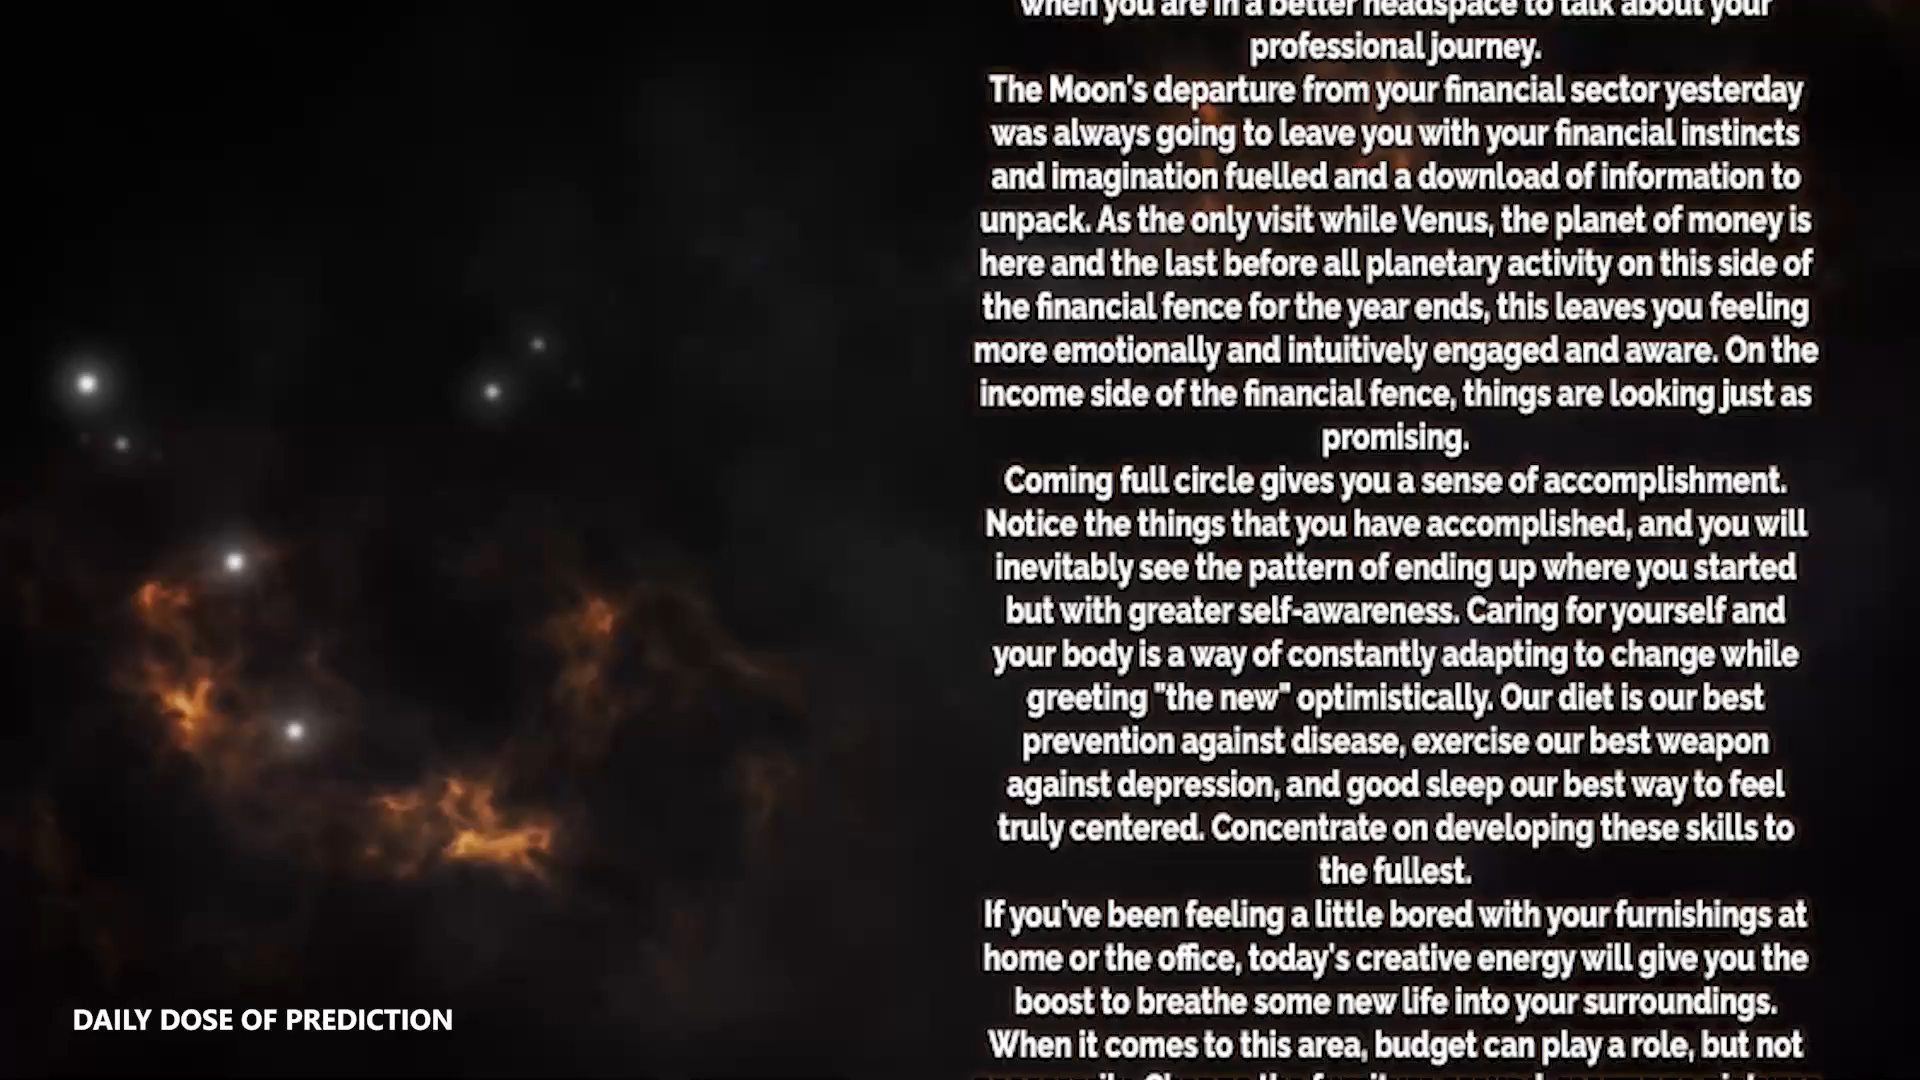 when you are in a better headspace to talk about your
professional journey.
The Moon's departure from your financial sector yesterday
was always going to leave you with your financial instincts
and imagination fuelled and a download of information to
unpack. As the only visit while Venus, the planet of money is
here and the last before all planetary activity on this side of
the financial fence for the year ends, this leaves you feeling
more emotionally and intuitively engaged and aware. On the
income side of the financial fence, things are looking just as
promising.
Coming full circle gives you a sense of accomplishment.
Notice the things that you have accomplished, and you will
inevitably see the pattern of ending up where you started
but with greater self-awareness. Caring for yourself and
your body is a way of constantly adapting to change while
greeting "the new" optimistically. Our diet is our best
prevention against disease, exercise our best weapon
against depression, and good sleep our best way to feel
truly centered. Concentrate on developing these skills to
the fullest.
If you've been feeling a little bored with your furnishings at
home or the office, today's creative energy will give you the
boost to breathe some new life into your surroundings.
When it comes to this area, budget can play a role, but not
DAILY DOSE OF PREDICTION